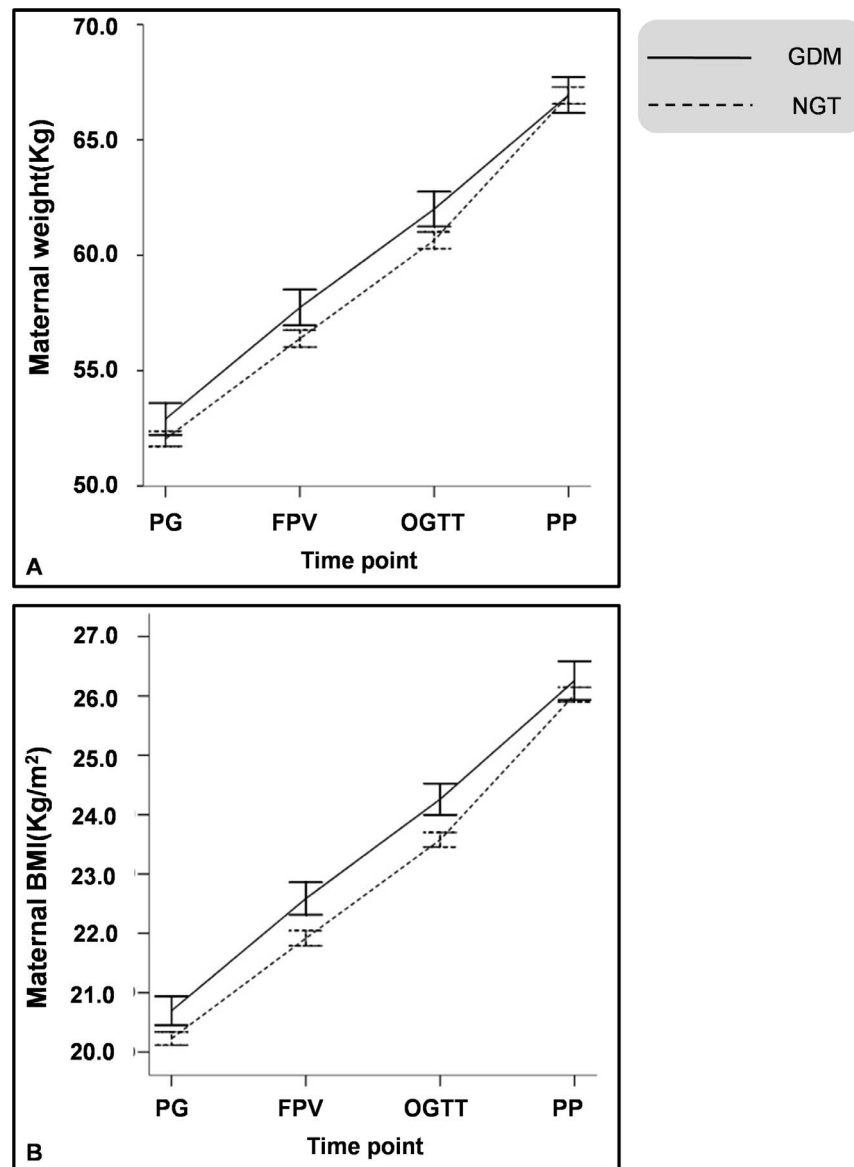 70.0
65.0
60.0
55.0
50.0
Maternal weight(Kg)
PG FPV OGTT PP
Time point
A
GDM
NGT
27.0
26.0
25.0
24.0
23.0
22.0
21.0
20.0
Maternal BMI(Kg/m²)
PG FPV OGTT PP
Time point
B